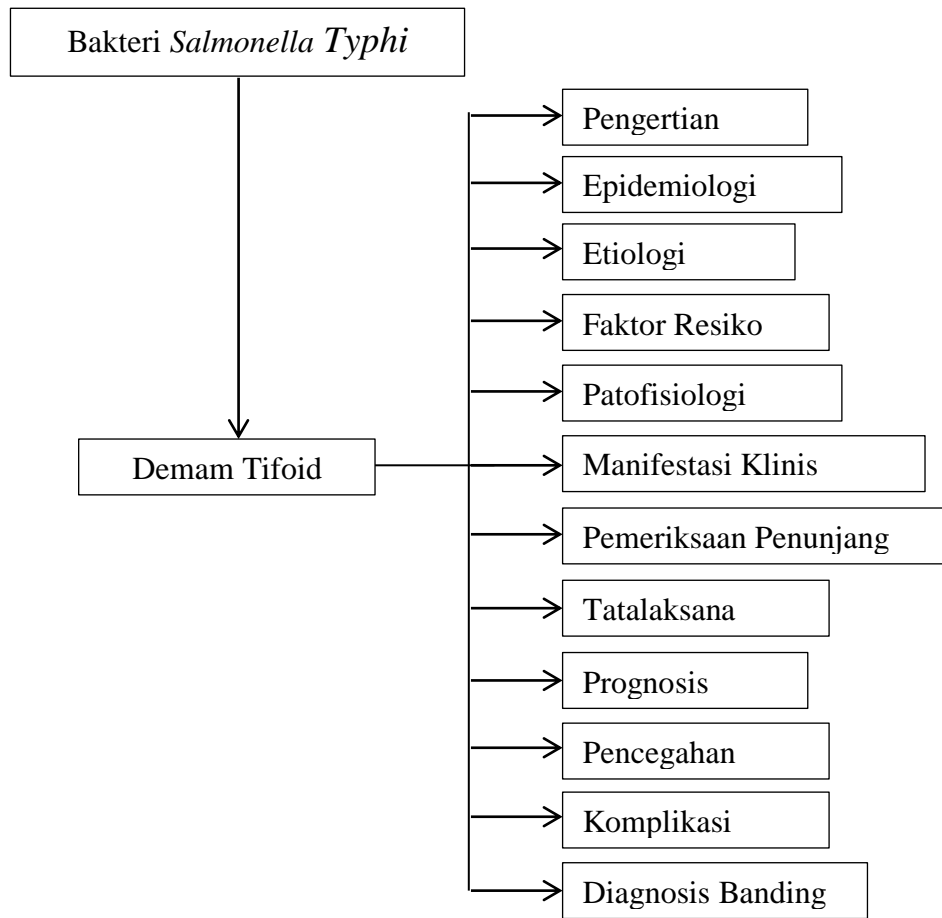 Bakteri Salmonella Typhi
Pengertian
Epidemiologi
Etiologi
Faktor Resiko
Patofisiologi
Demam Tifoid
Manifestasi Klinis
Pemeriksaan Penunjang
Tatalaksana
Prognosis
Pencegahan
Komplikasi
Diagnosis Banding